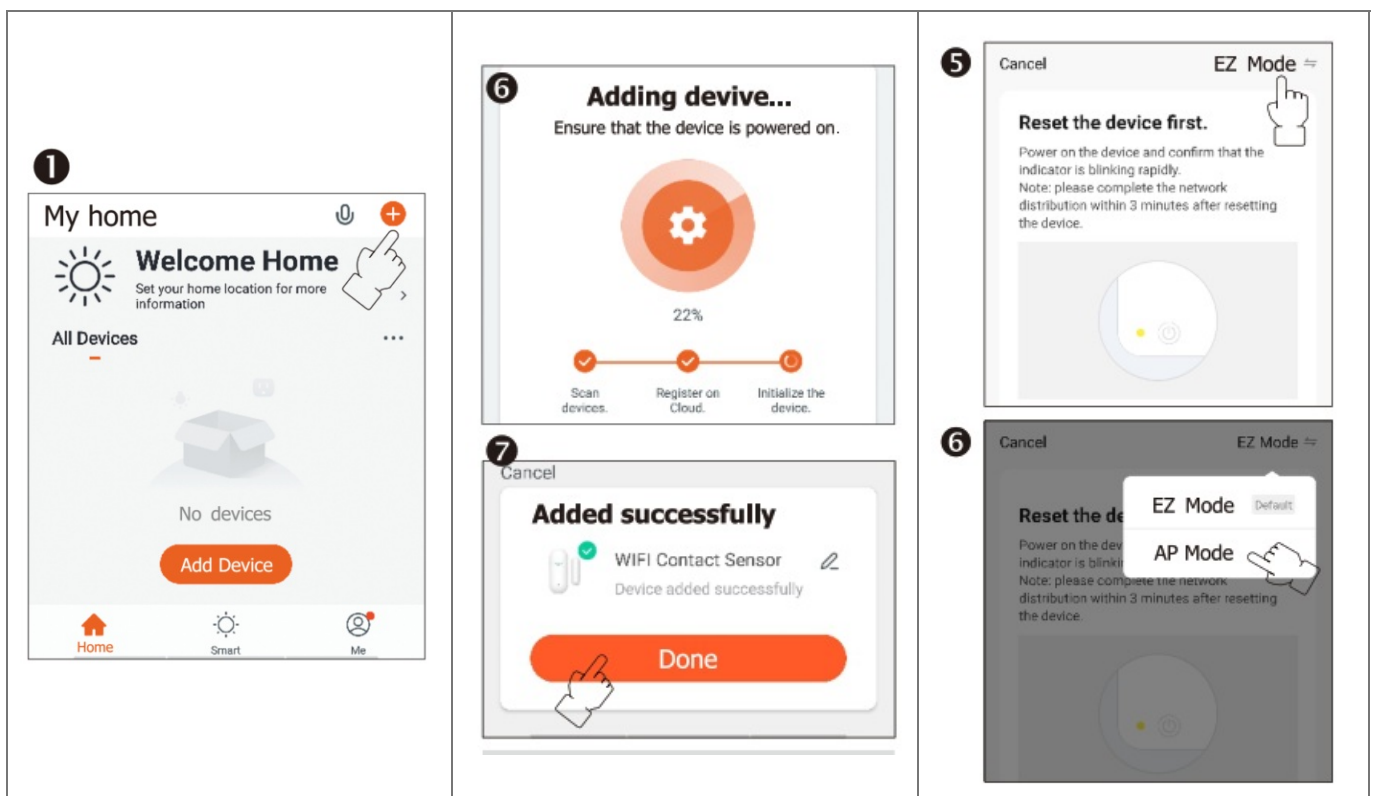 ❶
My home
Welcome Home
Set your home location for more
information
All Devices
No devices
Add Device
Home
Smart
Me
❻
Adding devive...
Ensure that the device is powered on.
22%
Scan
devices.
Register on
Cloud.
Initialize the
device.
❼
Cancel
Added successfully
WIFI Contact Sensor
Device added successfully
Done
❺
Cancel
EZ Mode
Reset the device first.
Power on the device and confirm that the
indicator is blinking rapidly.
Note: please complete the network
distribution within 3 minutes after resetting
the device.
❻
Cancel
EZ Mode
EZ Mode Default
AP Mode
Reset the de
Power on the dev
indicator is blinki
Note: please complete the network
distribution within 3 minutes after resetting
the device.